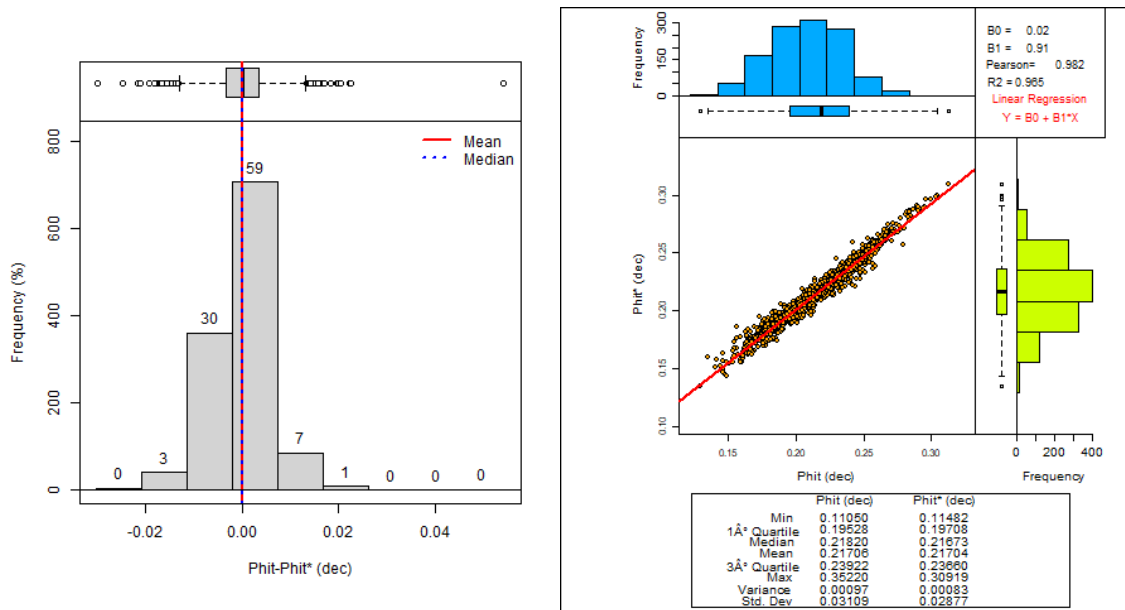 Mean
Median
800
600
400
200
0
Frequency (%)
0
3
30
59
7
1
0
0
0
-0.02
0.00
0.02
0.04
Phit-Phit* (dec)
Frequency
300
150
0
B0 = 0.02
B1 = 0.91
Pearson= 0.982
R2 = 0.965
Linear Regression
Y = B0 + B1*X
Phit* (dec)
0.30
0.25
0.20
0.15
0.10
0.15
0.20
0.25
0.30
Phit (dec)
0
200
400
Frequency
Phit (dec) Phit* (dec)
Min 0.11050 0.11482
1Â° Quartile 0.19528 0.19708
Median 0.21820 0.21673
Mean 0.21706 0.21704
3Â° Quartile 0.23922 0.23660
Max 0.35220 0.30919
Variance 0.00097 0.00083
Std. Dev 0.03109 0.02877